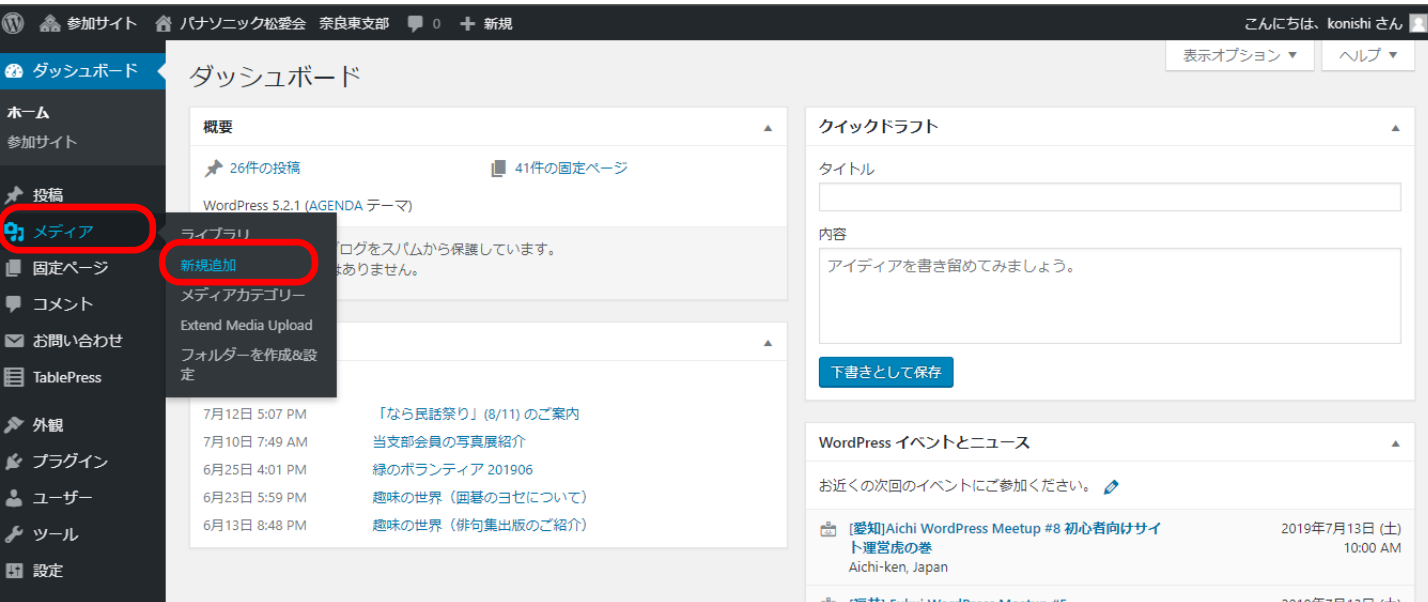 参加サイト パナソニック松愛会 奈良東支部 0 新規 こんにちは、konishi さん
表示オプション ヘルプ
ダッシュボード
ホーム
参加サイト
投稿
メディア
固定ページ
コメント
お問い合わせ
TablePress
外観
プラグイン
ユーザー
ツール
設定
ライブラリ
新規追加
メディアカテゴリー
Extend Media Upload
フォルダーを作成&設
定
ダッシュボード
概要
26件の投稿 41件の固定ページ
WordPress 5.2.1 (AGENDA テーマ)
ログをスパムから保護しています。
はありません。
7月12日 5:07 PM 「なら民話祭り」(8/11) のご案内
7月10日 7:49 AM 当支部会員の写真展紹介
6月25日 4:01 PM 緑のボランティア 201906
6月23日 5:59 PM 趣味の世界（囲碁のヨセについて）
6月13日 8:48 PM 趣味の世界（俳句集出版のご紹介）
クイックドラフト
タイトル
内容
アイディアを書き留めてみましょう。
下書きとして保存
WordPress イベントとニュース
お近くの次回のイベントにご参加ください。
[愛知]Aichi WordPress Meetup #8 初心者向けサイ
ト運営虎の巻
Aichi-ken, Japan
2019年7月13日 (土)
10:00 AM